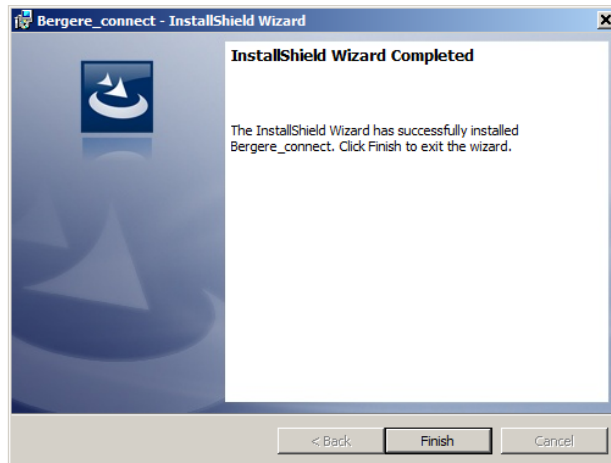 Bergere_connect - InstallShield Wizard
InstallShield Wizard Completed
The InstallShield Wizard has successfully installed
Bergere_connect. Click Finish to exit the wizard.
< Back
Finish
Cancel